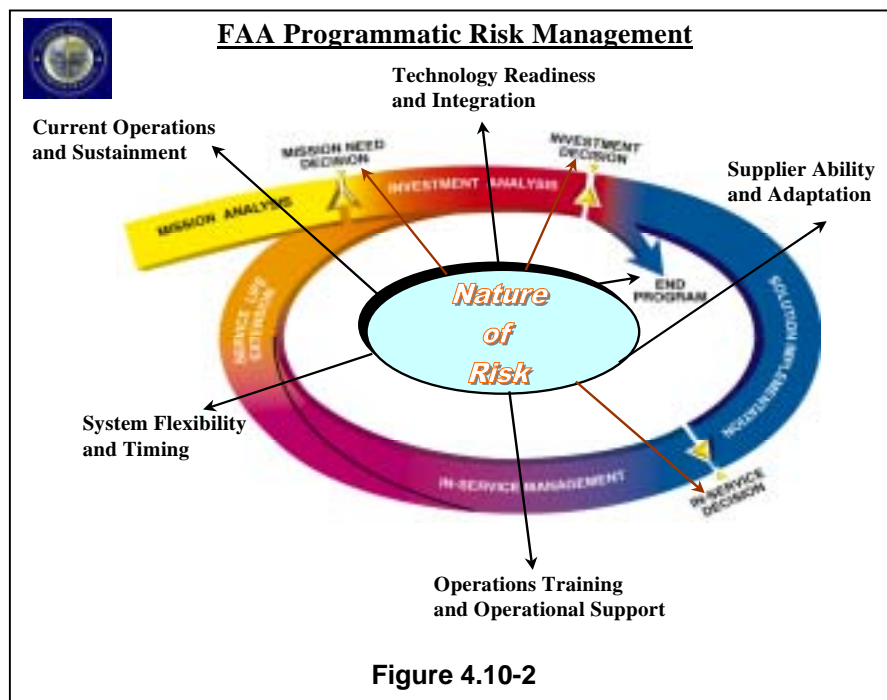 FAA Programmatic Risk Management
Technology Readiness
and Integration
Current Operations
and Sustainment
MISSION NEED
DECISION
INVESTMENT
DECISION
Supplier Ability
and Adaptation
MISSION ANALYSIS
INVESTMENT ANALYSIS
END
PROGRAM
SERVICE LIFE
EXTENSION
SOLUTION IMPLEMENTATION
Nature
of
Risk
System Flexibility
and Timing
IN-SERVICE MANAGEMENT
IN-SERVICE
DECISION
Operations Training
and Operational Support
Figure 4.10-2